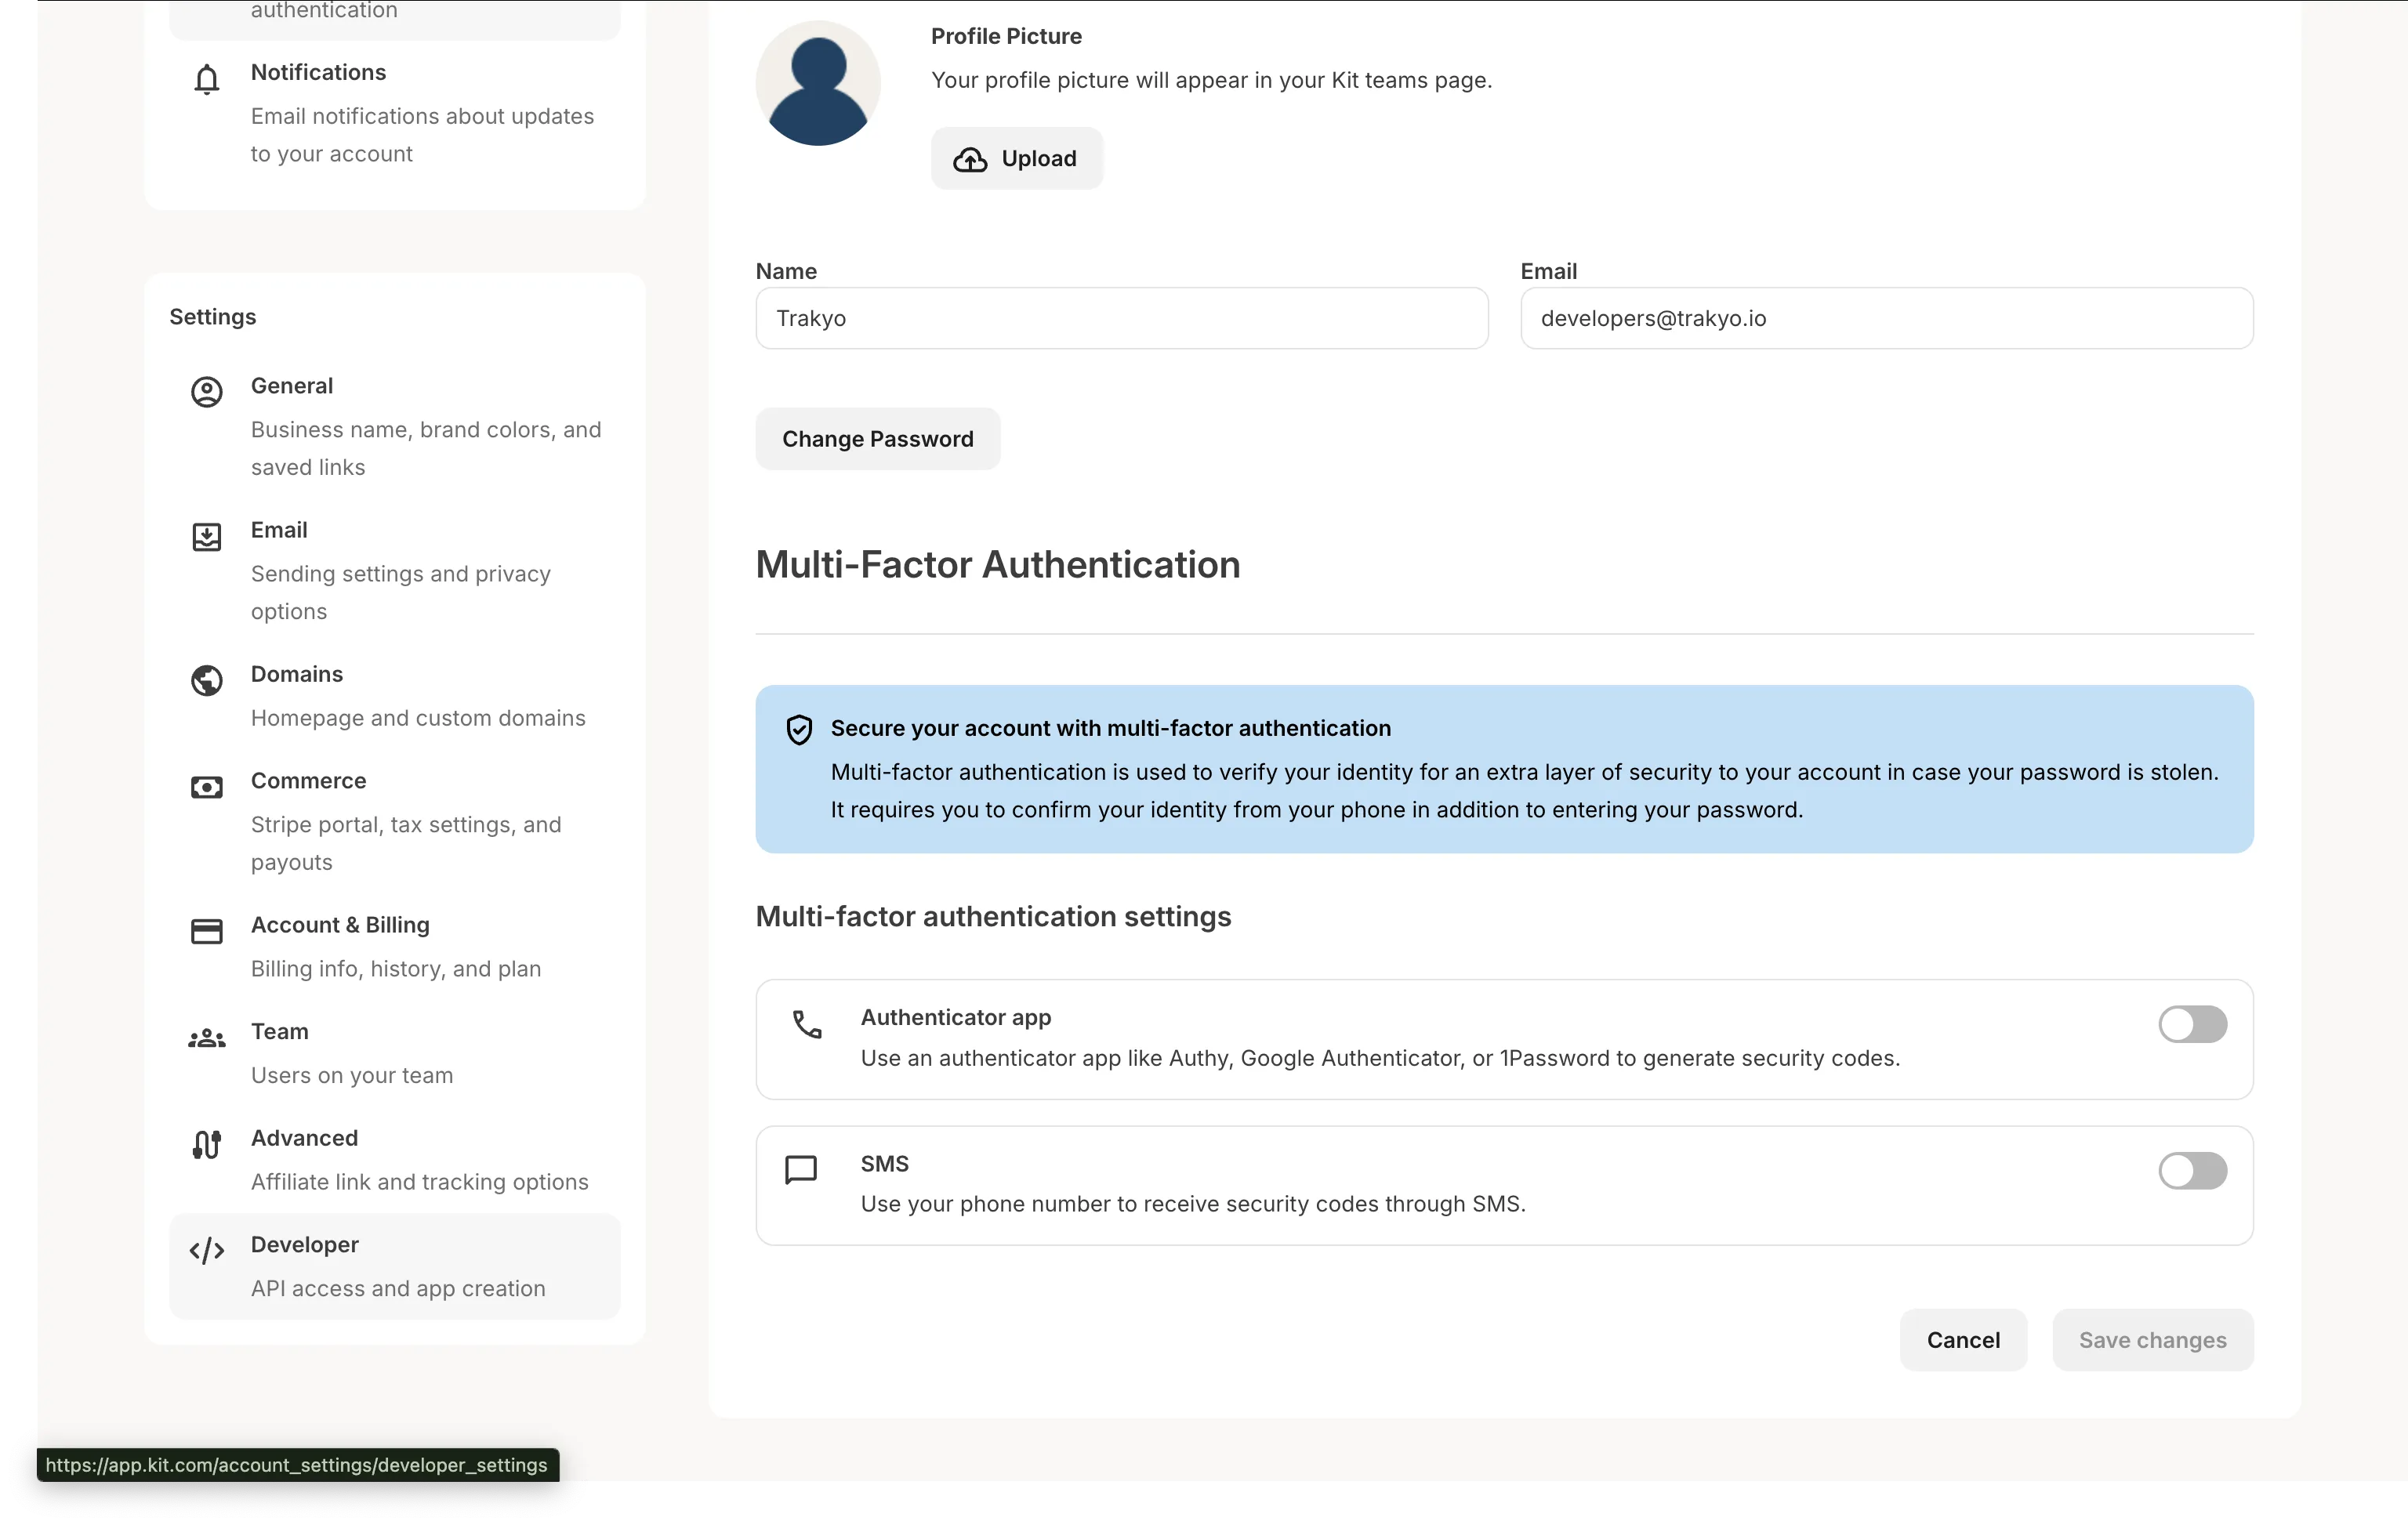 authentication
Notifications
Email notifications about updates
to your account
Settings
General
Business name, brand colors, and
saved links
Email
Sending settings and privacy
options
Domains
Homepage and custom domains
Commerce
Stripe portal, tax settings, and
payouts
Account & Billing
Billing info, history, and plan
Team
Users on your team
Advanced
Affiliate link and tracking options
Developer
API access and app creation
Profile Picture
Your profile picture will appear in your Kit teams page.
Upload
Name
Trakyo
Email
developers@trakyo.io
Change Password
Multi-Factor Authentication
Secure your account with multi-factor authentication
Multi-factor authentication is used to verify your identity for an extra layer of security to your account in case your password is stolen.
It requires you to confirm your identity from your phone in addition to entering your password.
Multi-factor authentication settings
Authenticator app
Use an authenticator app like Authy, Google Authenticator, or 1Password to generate security codes.
SMS
Use your phone number to receive security codes through SMS.
Cancel
Save changes
https://app.kit.com/account_settings/developer_settings